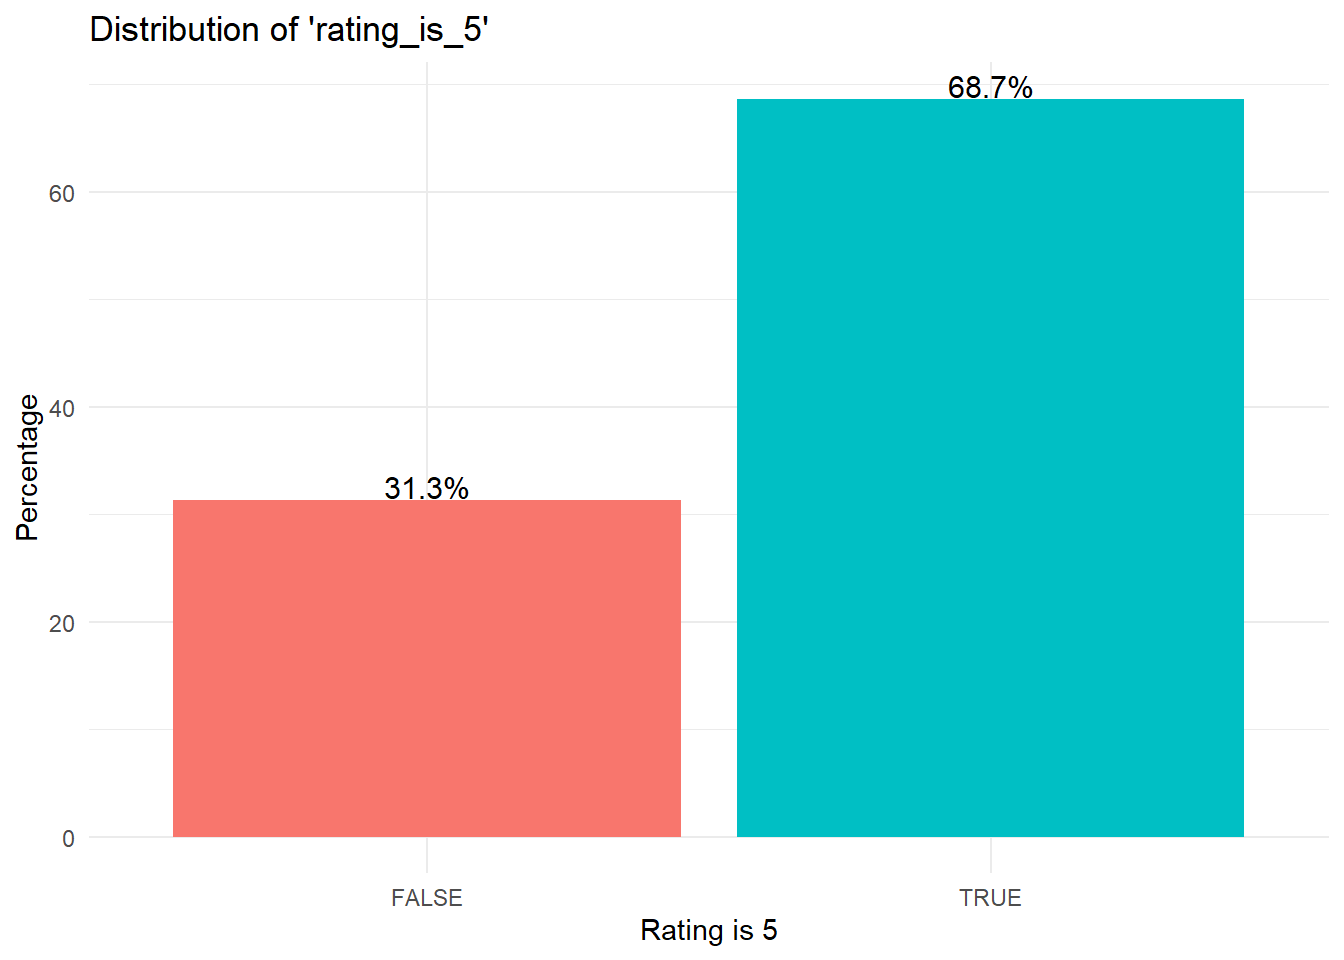 Distribution of 'rating_is_5'
68.7%
60
40
31.3%
20
0
Percentage
FALSE
TRUE
Rating is 5